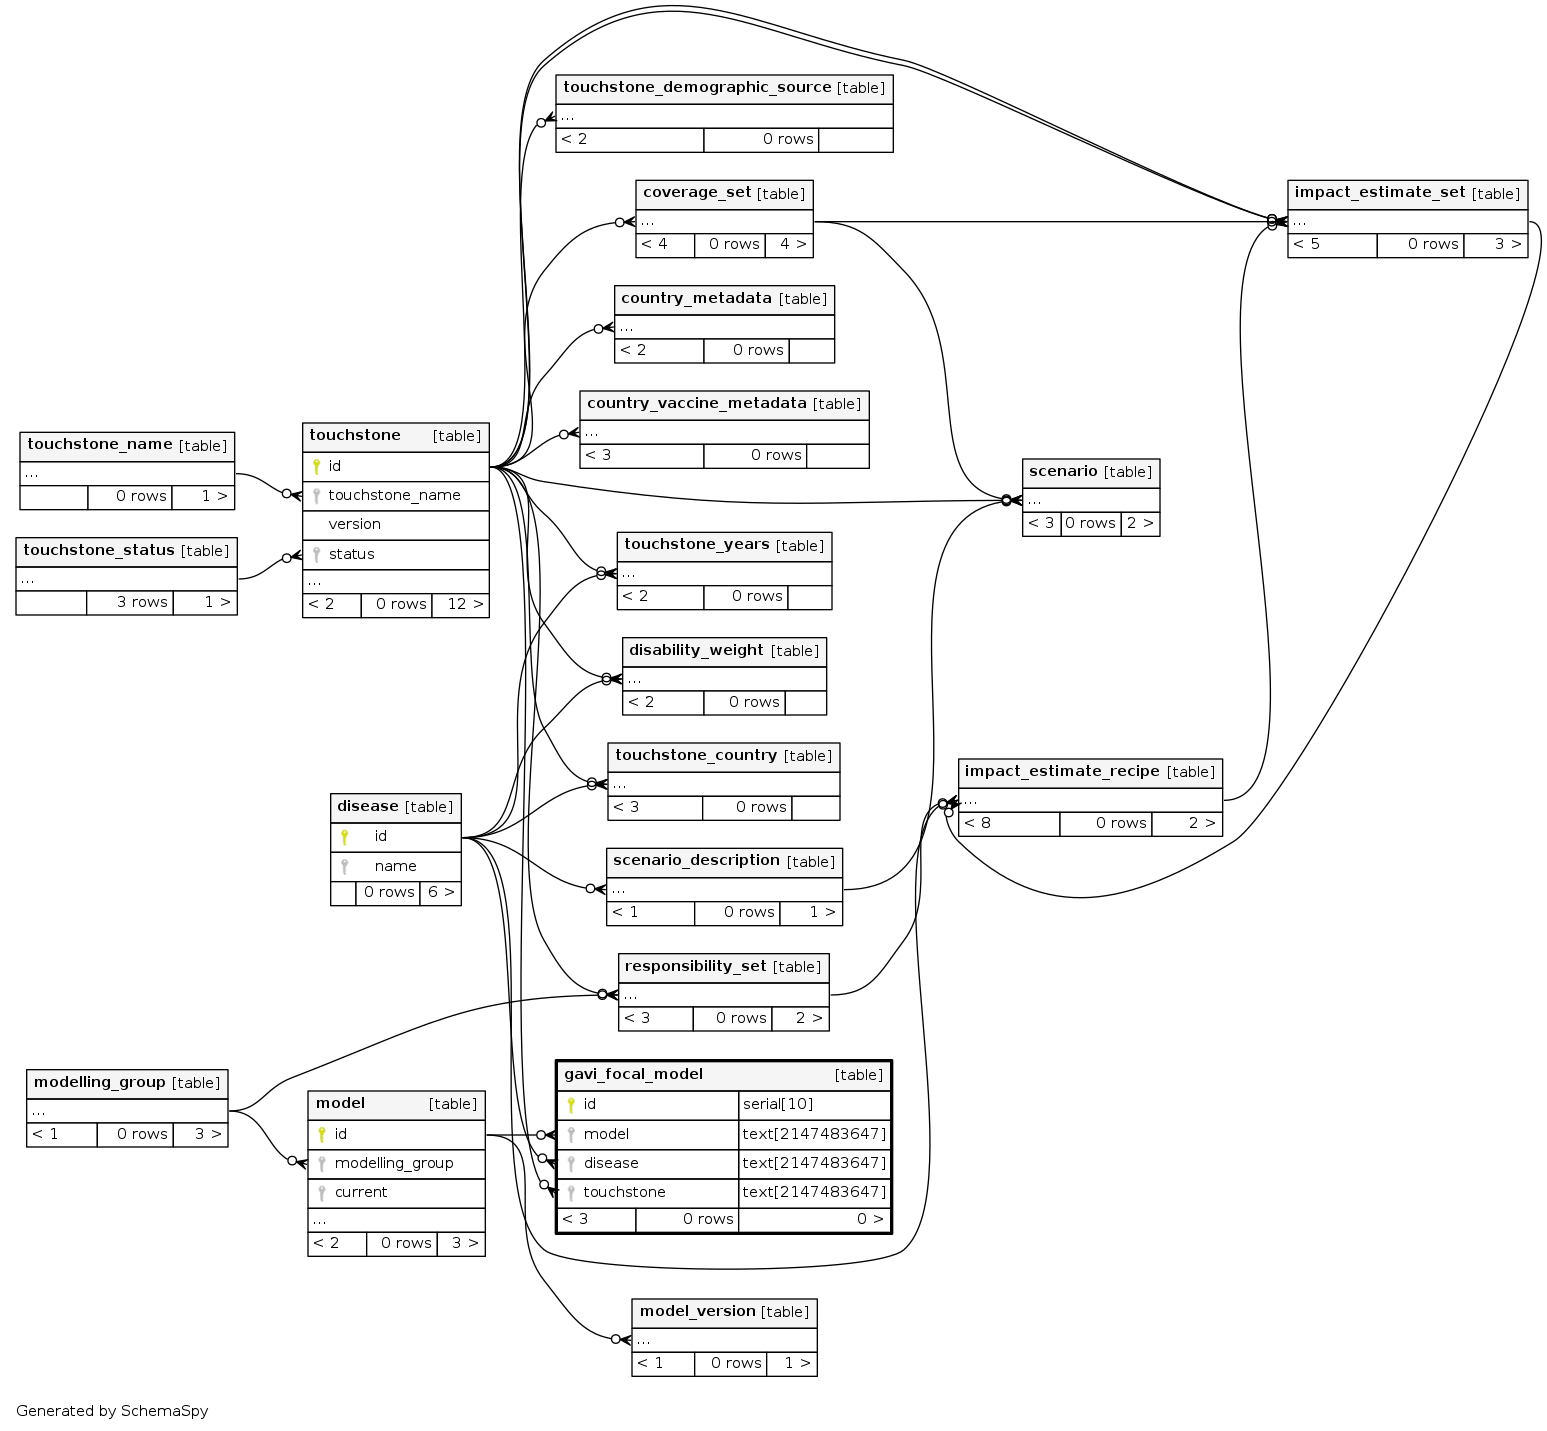 touchstone_demographic_source [table]
...
< 2 0 rows
coverage_set [table]
...
< 4 0 rows 4 >
impact_estimate_set [table]
...
< 5 0 rows 3 >
country_metadata [table]
...
< 2 0 rows
country_vaccine_metadata [table]
...
< 3 0 rows
touchstone_name [table]
...
0 rows 1 >
touchstone [table]
id
touchstone_name
version
status
...
< 2 0 rows 12 >
scenario [table]
...
< 3 0 rows 2 >
touchstone_status [table]
...
3 rows 1 >
touchstone_years [table]
...
< 2 0 rows
disability_weight [table]
...
< 2 0 rows
touchstone_country [table]
...
< 3 0 rows
impact_estimate_recipe [table]
...
< 8 0 rows 2 >
disease [table]
id
name
0 rows 6 >
scenario_description [table]
...
< 1 0 rows 1 >
responsibility_set [table]
...
< 3 0 rows 2 >
modelling_group [table]
...
< 1 0 rows 3 >
model [table]
id
modelling_group
current
...
< 2 0 rows 3 >
gavi_focal_model [table]
id serial[10]
model text[2147483647]
disease text[2147483647]
touchstone text[2147483647]
< 3 0 rows 0 >
model_version [table]
...
< 1 0 rows 1 >
Generated by SchemaSpy